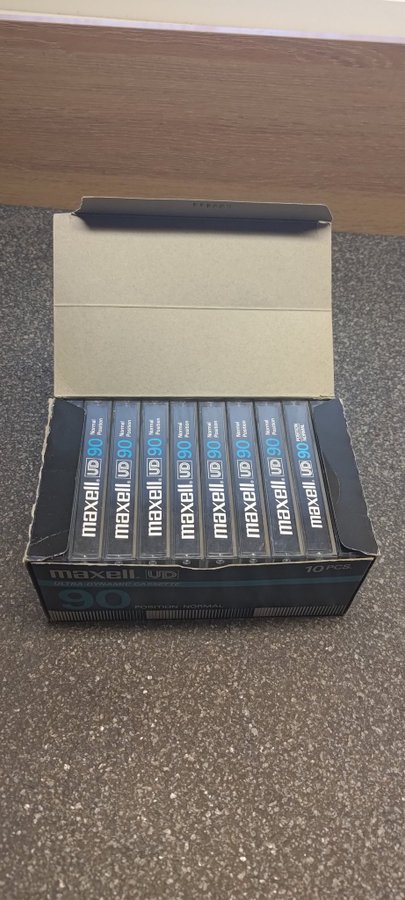 maxell. UD 90 Normal Position
maxell. UD 90 Normal Position
maxell. UD 90 Normal Position
maxell. UD 90 Normal Position
maxell. UD 90 Normal Position
maxell. UD 90 Normal Position
maxell. UD 90 Normal Position
maxell. UD 90 POSITION NORMAL
maxell. UD
ULTRA DYNAMIC CASSETTE
10 PCS.
90 POSITION NORMAL